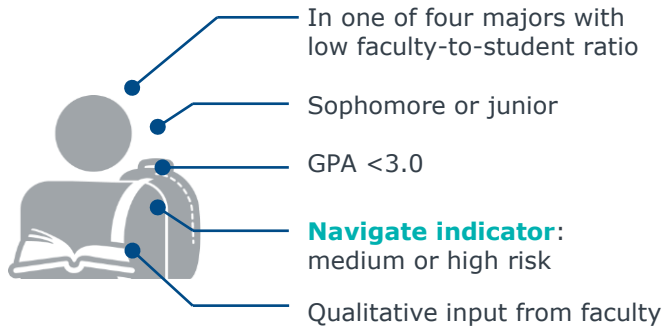 In one of four majors with
low faculty-to-student ratio
Sophomore or junior
GPA <3.0
Navigate indicator:
medium or high risk
Qualitative input from faculty